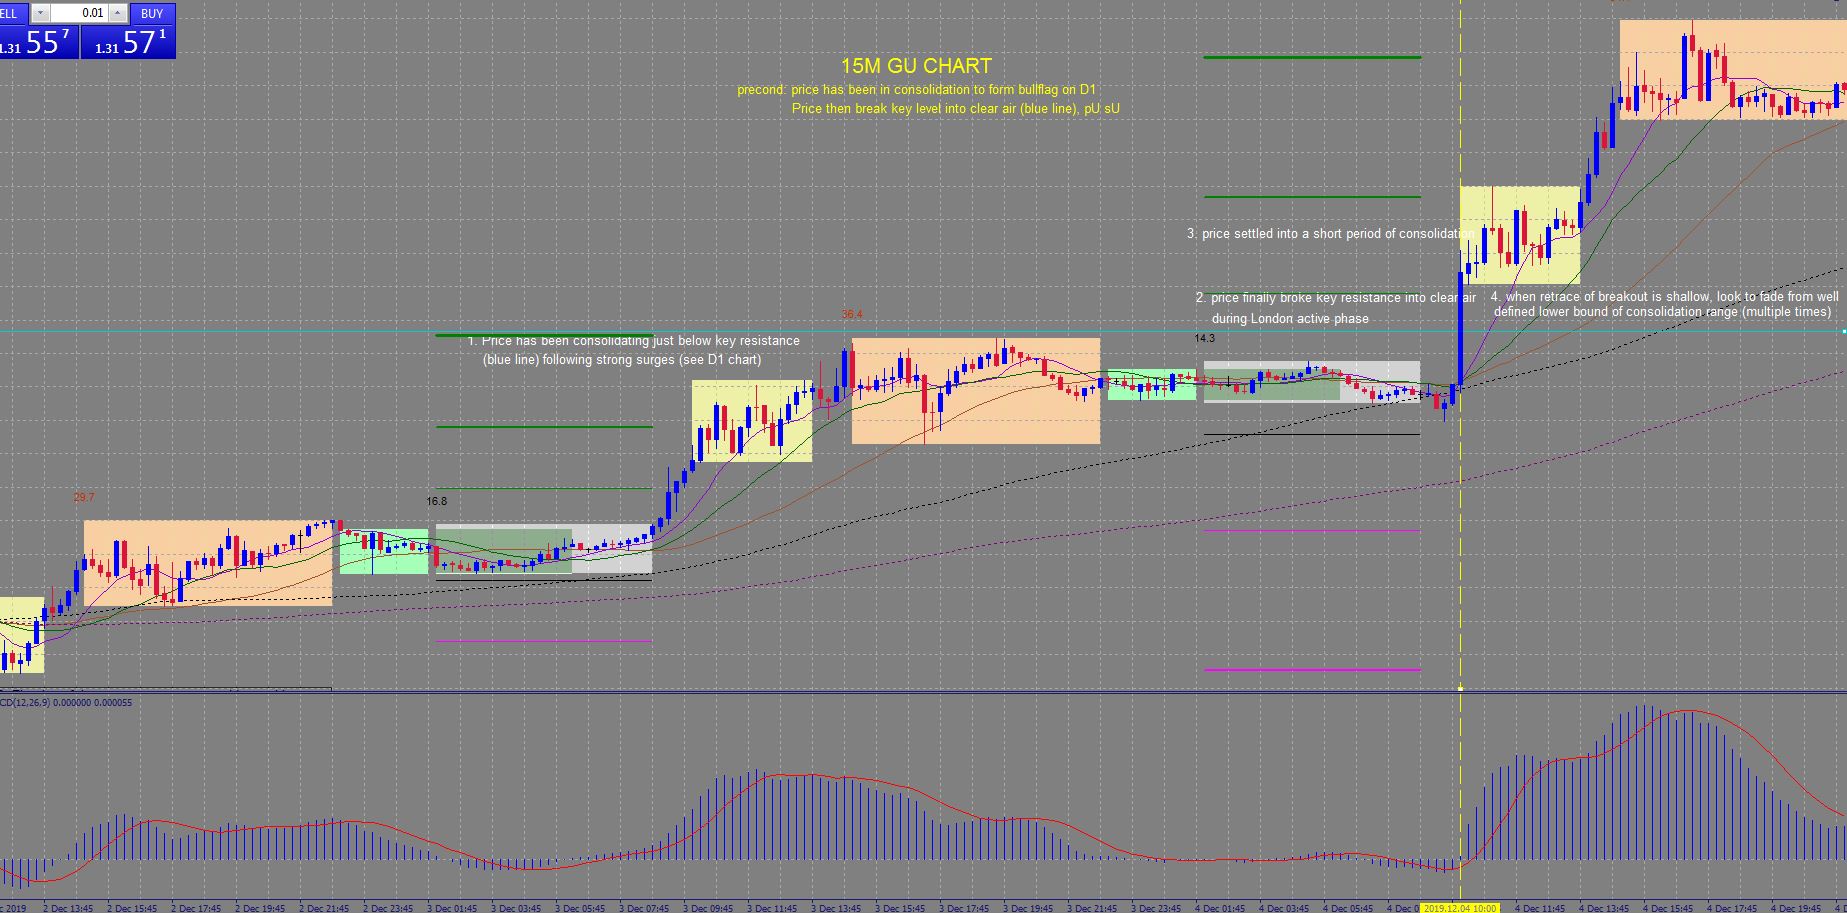 ELL 0.01 BUY
1.31 55 7 1.31 57 1
15M GU CHART
precond: price has been in consolidation to form bullflag on D1
Price then break key level into clear air (blue line), pU sU
3. price settled into a short period of consolidation
2. price finally broke key resistance into clear air
during London active phase
4. when retrace of breakout is shallow, look to fade from well
defined lower bound of consolidation range (multiple times)
36.4
14.3
1. Price has been consolidating just below key resistance
(blue line) following strong surges (see D1 chart)
29.7
16.8
CD(12,26,9) 0.000000 0.000055
c 2019 2 Dec 13:45 2 Dec 15:45 2 Dec 17:45 2 Dec 19:45 2 Dec 21:45 2 Dec 23:45 3 Dec 01:45 3 Dec 03:45 3 Dec 05:45 3 Dec 07:45 3 Dec 09:45 3 Dec 11:45 3 Dec 13:45 3 Dec 15:45 3 Dec 17:45 3 Dec 19:45 3 Dec 21:45 3 Dec 23:45 4 Dec 01:45 4 Dec 03:45 4 Dec 05:45 4 Dec 0 2019.12.04 10:00 4 Dec 11:45 4 Dec 13:45 4 Dec 15:45 4 Dec 17:45 4 Dec 19:45